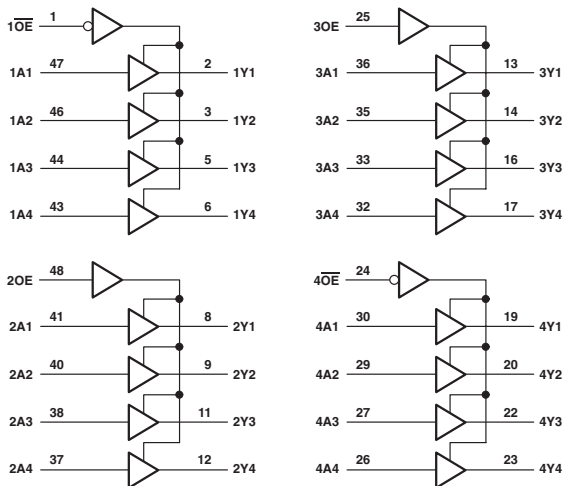 1O̅E̅ 1
1A1 47 2 1Y1
1A2 46 3 1Y2
1A3 44 5 1Y3
1A4 43 6 1Y4
3OE 25
3A1 36 13 3Y1
3A2 35 14 3Y2
3A3 33 16 3Y3
3A4 32 17 3Y4
2OE 48
2A1 41 8 2Y1
2A2 40 9 2Y2
2A3 38 11 2Y3
2A4 37 12 2Y4
4O̅E̅ 24
4A1 30 19 4Y1
4A2 29 20 4Y2
4A3 27 22 4Y3
4A4 26 23 4Y4